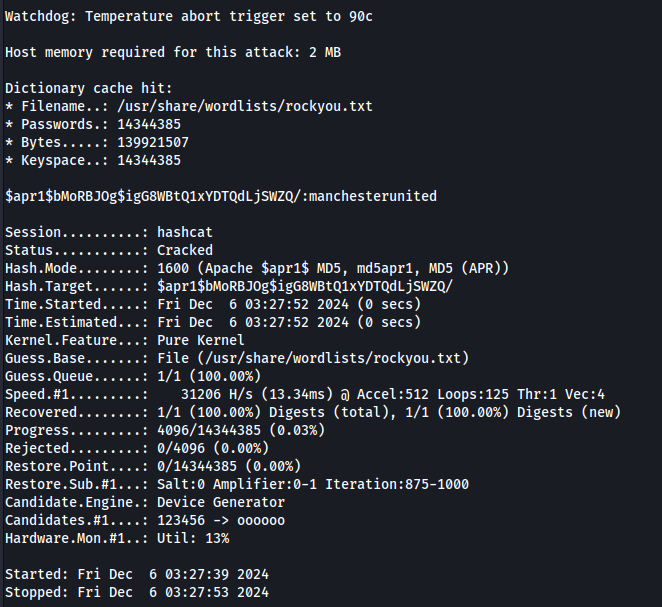 Watchdog: Temperature abort trigger set to 90c
Host memory required for this attack: 2 MB
Dictionary cache hit:
* Filename..: /usr/share/wordlists/rockyou.txt
* Passwords.: 14344385
* Bytes.....: 139921507
* Keyspace..: 14344385
$apr1$bMoRBJOg$igG8WBtQ1xYDTQdLjSWZQ/:manchesterunited
Session..........: hashcat
Status...........: Cracked
Hash.Mode........: 1600 (Apache $apr1$ MD5, md5apr1, MD5 (APR))
Hash.Target......: $apr1$bMoRBJOg$igG8WBtQ1xYDTQdLjSWZQ/
Time.Started.....: Fri Dec  6 03:27:52 2024 (0 secs)
Time.Estimated...: Fri Dec  6 03:27:52 2024 (0 secs)
Kernel.Feature...: Pure Kernel
Guess.Base.......: File (/usr/share/wordlists/rockyou.txt)
Guess.Queue......: 1/1 (100.00%)
Speed.#1.........:    31206 H/s (13.34ms) @ Accel:512 Loops:125 Thr:1 Vec:4
Recovered........: 1/1 (100.00%) Digests (total), 1/1 (100.00%) Digests (new)
Progress.........: 4096/14344385 (0.03%)
Rejected.........: 0/4096 (0.00%)
Restore.Point....: 0/14344385 (0.00%)
Restore.Sub.#1...: Salt:0 Amplifier:0-1 Iteration:875-1000
Candidate.Engine.: Device Generator
Candidates.#1....: 123456 -> oooooo
Hardware.Mon.#1..: Util: 13%
Started: Fri Dec  6 03:27:39 2024
Stopped: Fri Dec  6 03:27:53 2024